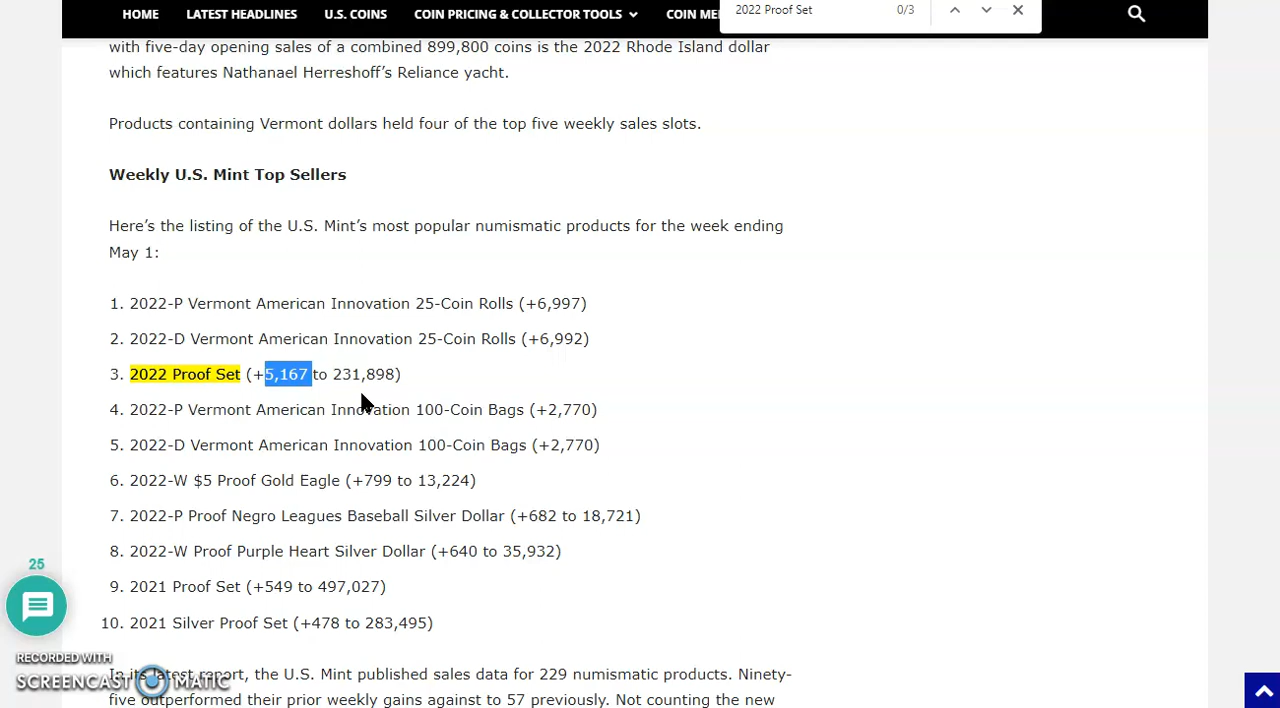 HOME LATEST HEADLINES U.S. COINS COIN PRICING & COLLECTOR TOOLS COIN ME
2022 Proof Set 0/3
with five-day opening sales of a combined 899,800 coins is the 2022 Rhode Island dollar
which features Nathanael Herreshoff’s Reliance yacht.
Products containing Vermont dollars held four of the top five weekly sales slots.
Weekly U.S. Mint Top Sellers
Here’s the listing of the U.S. Mint’s most popular numismatic products for the week ending
May 1:
1. 2022-P Vermont American Innovation 25-Coin Rolls (+6,997)
2. 2022-D Vermont American Innovation 25-Coin Rolls (+6,992)
3. 2022 Proof Set (+5,167 to 231,898)
4. 2022-P Vermont American Innovation 100-Coin Bags (+2,770)
5. 2022-D Vermont American Innovation 100-Coin Bags (+2,770)
6. 2022-W $5 Proof Gold Eagle (+799 to 13,224)
7. 2022-P Proof Negro Leagues Baseball Silver Dollar (+682 to 18,721)
8. 2022-W Proof Purple Heart Silver Dollar (+640 to 35,932)
9. 2021 Proof Set (+549 to 497,027)
10. 2021 Silver Proof Set (+478 to 283,495)
25
RECORDED WITH
SCREENCAST MATIC
In its latest report, the U.S. Mint published sales data for 229 numismatic products. Ninety-
five outperformed their prior weekly gains against to 57 previously. Not counting the new